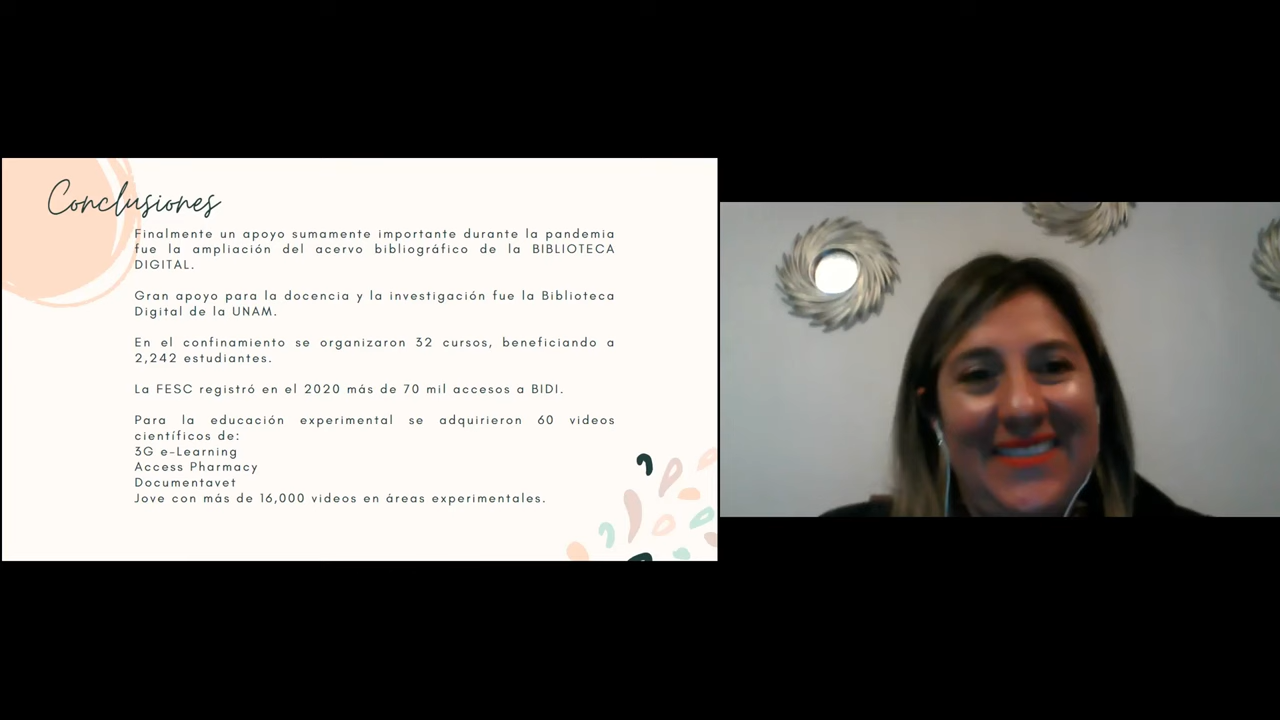 Conclusiones
Finalmente un apoyo sumamente importante durante la pandemia
fue la ampliación del acervo bibliográfico de la BIBLIOTECA
DIGITAL.
Gran apoyo para la docencia y la investigación fue la Biblioteca
Digital de la UNAM.
En el confinamiento se organizaron 32 cursos, beneficiando a
2,242 estudiantes.
La FESC registró en el 2020 más de 70 mil accesos a BIDI.
Para la educación experimental se adquirieron 60 videos
científicos de:
3G e-Learning
Access Pharmacy
Documentavet
Jove con más de 16,000 videos en áreas experimentales.